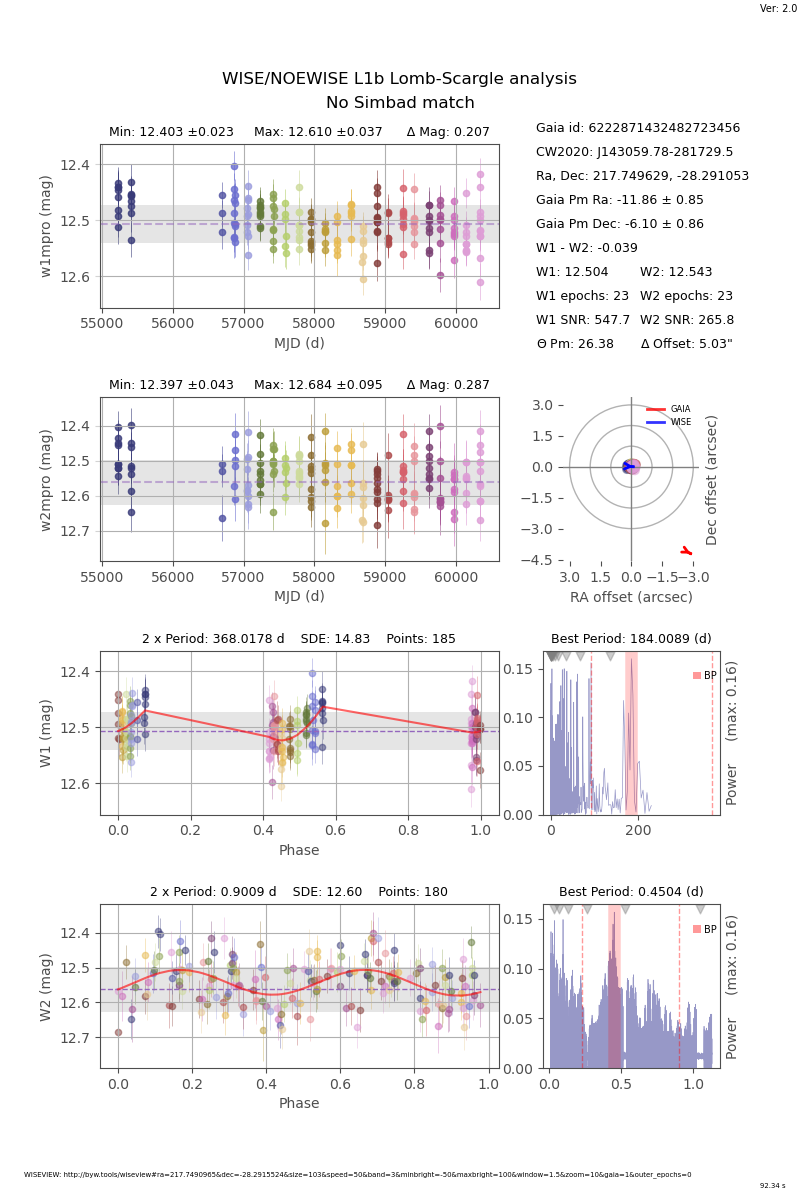 Ver: 2.0
WISE/NOEWISE L1b Lomb-Scargle analysis
No Simbad match
Min: 12.403 ±0.023 Max: 12.610 ±0.037 Δ Mag: 0.207
w1mpro (mag)
12.4
12.5
12.6
55000 56000 57000 58000 59000 60000
MJD (d)
Gaia id: 6222871432482723456
CW2020: J143059.78-281729.5
Ra, Dec: 217.749629, -28.291053
Gaia Pm Ra: -11.86 ± 0.85
Gaia Pm Dec: -6.10 ± 0.86
W1 - W2: -0.039
W1: 12.504 W2: 12.543
W1 epochs: 23 W2 epochs: 23
W1 SNR: 547.7 W2 SNR: 265.8
Θ Pm: 26.38 Δ Offset: 5.03"
Min: 12.397 ±0.043 Max: 12.684 ±0.095 Δ Mag: 0.287
w2mpro (mag)
12.4
12.5
12.6
12.7
55000 56000 57000 58000 59000 60000
MJD (d)
GAIA
WISE
3.0
1.5
0.0
−1.5
−3.0
−4.5
3.0 1.5 0.0 −1.5 −3.0
RA offset (arcsec)
Dec offset (arcsec)
2 x Period: 368.0178 d SDE: 14.83 Points: 185
W1 (mag)
12.4
12.5
12.6
0.0 0.2 0.4 0.6 0.8 1.0
Phase
Best Period: 184.0089 (d)
BP
0.15
0.10
0.05
0.00
0 200
Power (max: 0.16)
2 x Period: 0.9009 d SDE: 12.60 Points: 180
W2 (mag)
12.4
12.5
12.6
12.7
0.0 0.2 0.4 0.6 0.8 1.0
Phase
Best Period: 0.4504 (d)
BP
0.15
0.10
0.05
0.00
0.0 0.5 1.0
Power (max: 0.16)
WISEVIEW: http://byw.tools/wiseview#ra=217.7490965&dec=-28.2915524&size=103&speed=50&band=3&minbright=-50&maxbright=100&window=1.5&zoom=10&gaia=1&outer_epochs=0
92.34 s